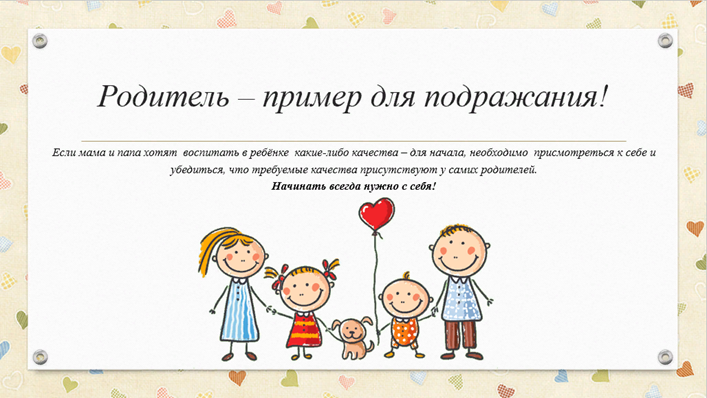 Родитель – пример для подражания!
Если мама и папа хотят воспитать в ребёнке какие-либо качества – для начала, необходимо присмотреться к себе и
убедиться, что требуемые качества присутствуют у самих родителей.
Начинать всегда нужно с себя!